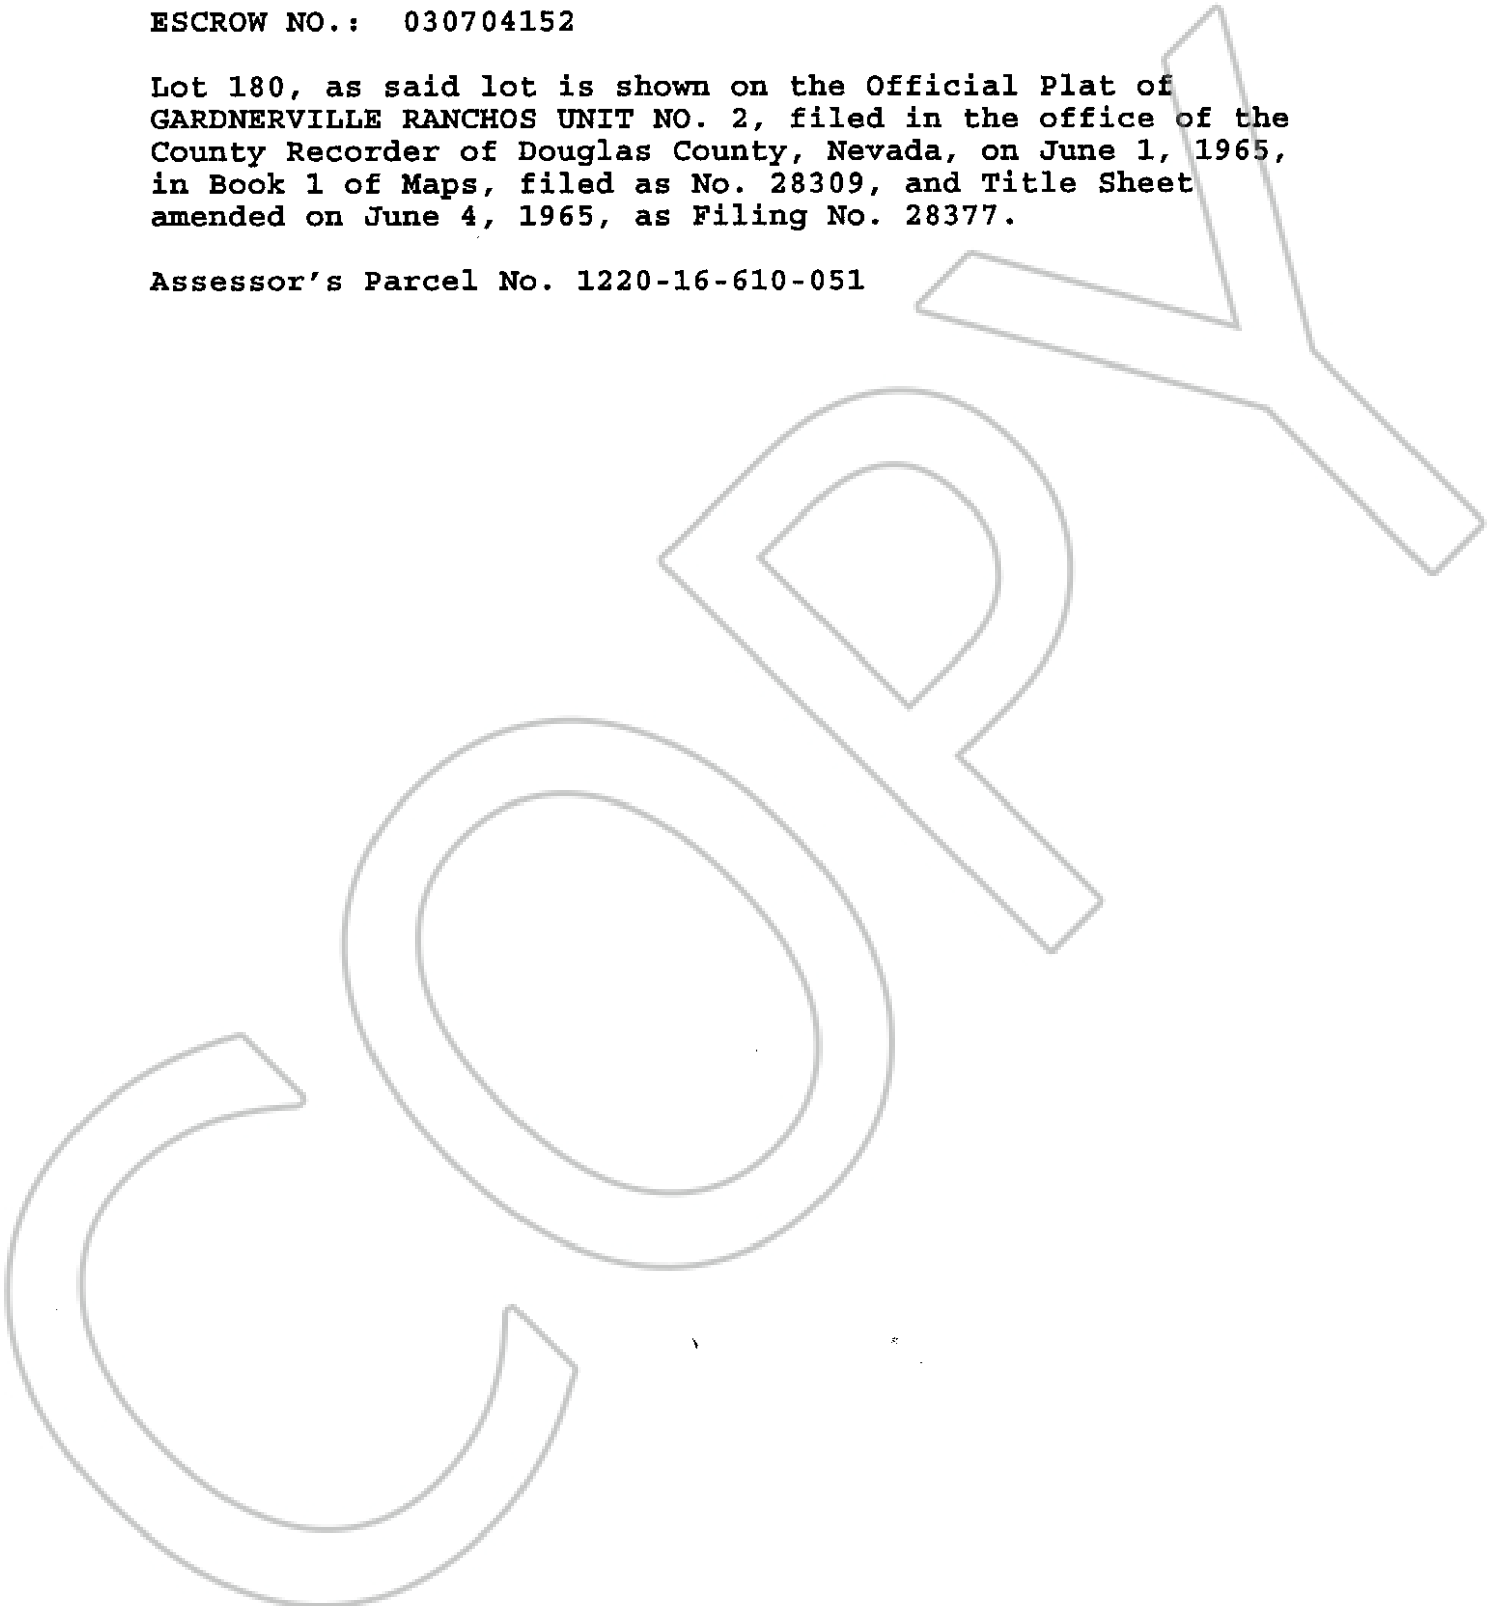 ESCROW NO.: 030704152
Lot 180, as said lot is shown on the Official Plat of
GARDNERVILLE RANCHOS UNIT NO. 2, filed in the office of the
County Recorder of Douglas County, Nevada, on June 1, 1965,
in Book 1 of Maps, filed as No. 28309, and Title Sheet
amended on June 4, 1965, as Filing No. 28377.
Assessor's Parcel No. 1220-16-610-051
COPY